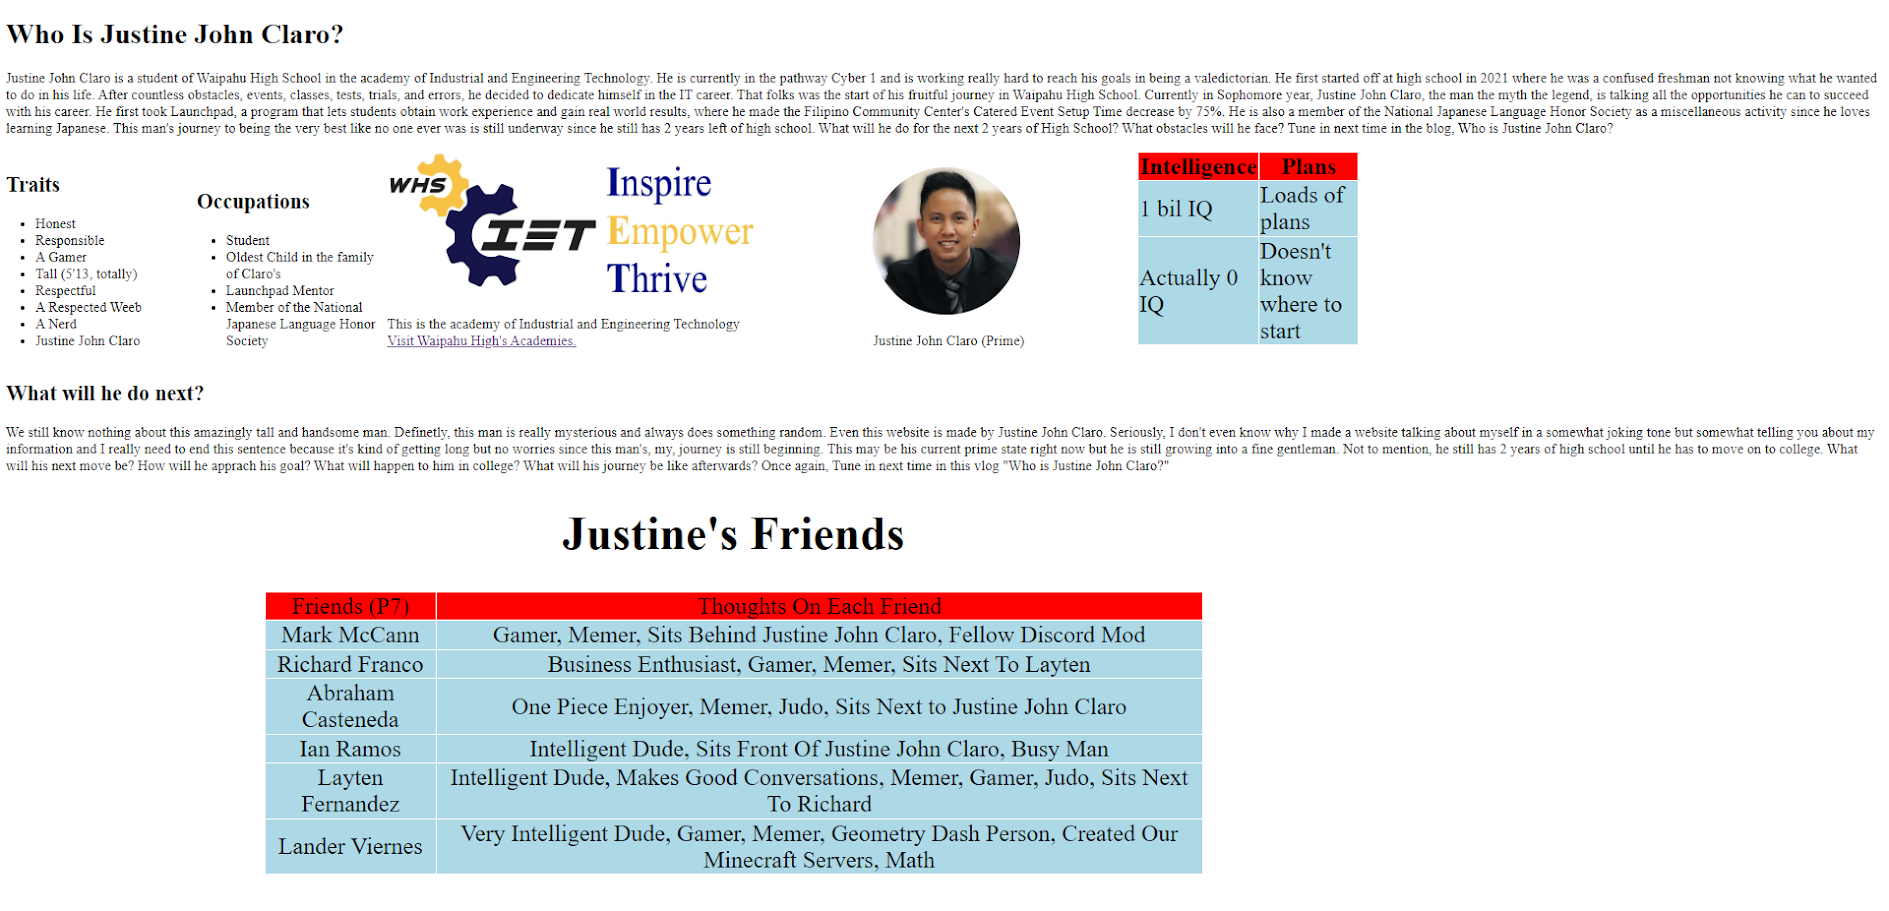 Who Is Justine John Claro?
Justine John Claro is a student of Waipahu High School in the academy of Industrial and Engineering Technology. He is currently in the pathway Cyber 1 and is working really hard to reach his goals in being a valedictorian. He first started off at high school in 2021 where he was a confused freshman not knowing what he wanted
to do in his life. After countless obstacles, events, classes, tests, trials, and errors, he decided to dedicate himself in the IT career. That folks was the start of his fruitful journey in Waipahu High School. Currently in Sophomore year, Justine John Claro, the man the myth the legend, is talking all the opportunities he can to succeed
with his career. He first took Launchpad, a program that lets students obtain work experience and gain real world results, where he made the Filipino Community Center's Catered Event Setup Time decrease by 75%. He is also a member of the National Japanese Language Honor Society as a miscellaneous activity since he loves
learning Japanese. This man's journey to being the very best like no one ever was is still underway since he still has 2 years left of high school. What will he do for the next 2 years of High School? What obstacles will he face? Tune in next time in the blog, Who is Justine John Claro?
Traits
• Honest
• Responsible
• A Gamer
• Tall (5'13, totally)
• Respectful
• A Respected Weeb
• A Nerd
• Justine John Claro
Occupations
• Student
• Oldest Child in the family
of Claro's
• Launchpad Mentor
• Member of the National
Japanese Language Honor
Society
WHS
IET
Inspire
Empower
Thrive
This is the academy of Industrial and Engineering Technology
Visit Waipahu High's Academies.
Justine John Claro (Prime)
Intelligence Plans
1 bil IQ
Loads of
plans
Actually 0
IQ
Doesn't
know
where to
start
What will he do next?
We still know nothing about this amazingly tall and handsome man. Definetly, this man is really mysterious and always does something random. Even this website is made by Justine John Claro. Seriously, I don't even know why I made a website talking about myself in a somewhat joking tone but somewhat telling you about my
information and I really need to end this sentence because it's kind of getting long but no worries since this man's, my, journey is still beginning. This may be his current prime state right now but he is still growing into a fine gentleman. Not to mention, he still has 2 years of high school until he has to move on to college. What
will his next move be? How will he apprach his goal? What will happen to him in college? What will his journey be like afterwards? Once again, Tune in next time in this vlog "Who is Justine John Claro?"
Justine's Friends
Friends (P7) Thoughts On Each Friend
Mark McCann Gamer, Memer, Sits Behind Justine John Claro, Fellow Discord Mod
Richard Franco Business Enthusiast, Gamer, Memer, Sits Next To Layten
Abraham
Casteneda
One Piece Enjoyer, Memer, Judo, Sits Next to Justine John Claro
Ian Ramos Intelligent Dude, Sits Front Of Justine John Claro, Busy Man
Layten
Fernandez
Intelligent Dude, Makes Good Conversations, Memer, Gamer, Judo, Sits Next
To Richard
Lander Viernes
Very Intelligent Dude, Gamer, Memer, Geometry Dash Person, Created Our
Minecraft Servers, Math